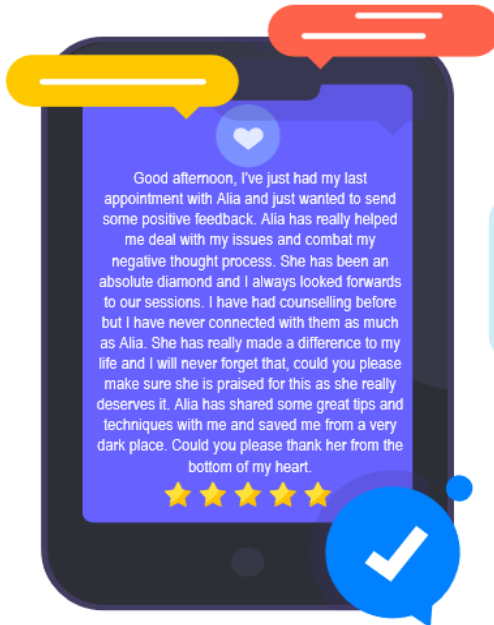 Good afternoon, I've just had my last
appointment with Alia and just wanted to send
some positive feedback. Alia has really helped
me deal with my issues and combat my
negative thought process. She has been an
absolute diamond and I always looked forwards
to our sessions. I have had counselling before
but I have never connected with them as much
as Alia. She has really made a difference to my
life and I will never forget that, could you please
make sure she is praised for this as she really
deserves it. Alia has shared some great tips and
techniques with me and saved me from a very
dark place. Could you please thank her from the
bottom of my heart.